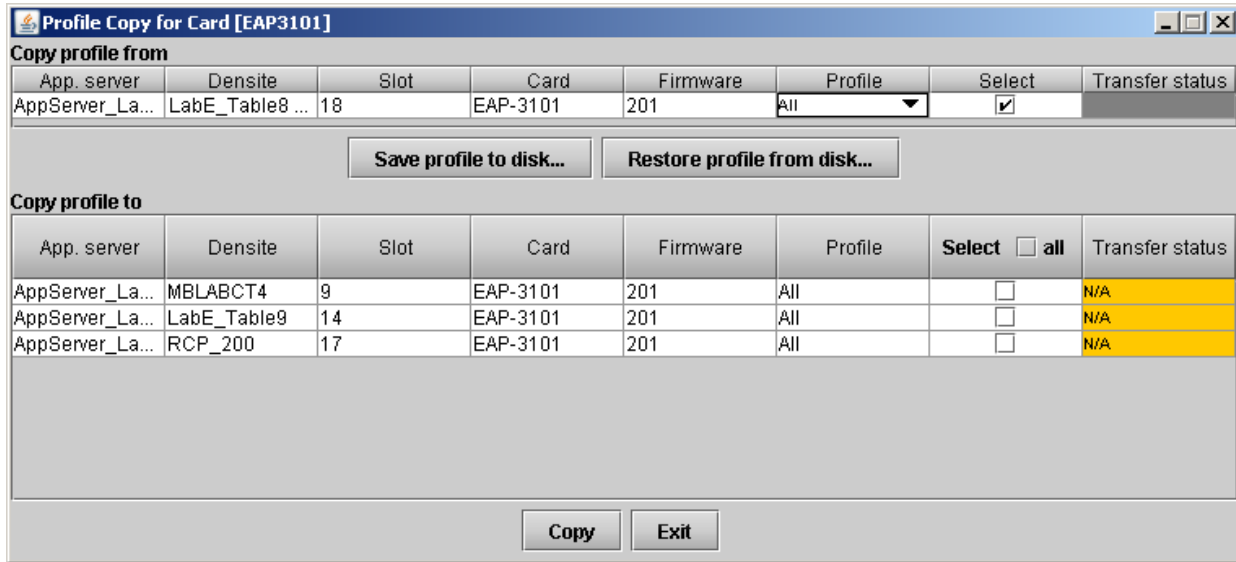 Profile Copy for Card [EAP3101]
Copy profile from
App. server Densite Slot Card Firmware Profile Select Transfer status
AppServer_La... LabE_Table8 ... 18 EAP-3101 201 All
Save profile to disk... Restore profile from disk...
Copy profile to
App. server Densite Slot Card Firmware Profile Select all Transfer status
AppServer_La... MBLABCT4 9 EAP-3101 201 All N/A
AppServer_La... LabE_Table9 14 EAP-3101 201 All N/A
AppServer_La... RCP_200 17 EAP-3101 201 All N/A
Copy Exit